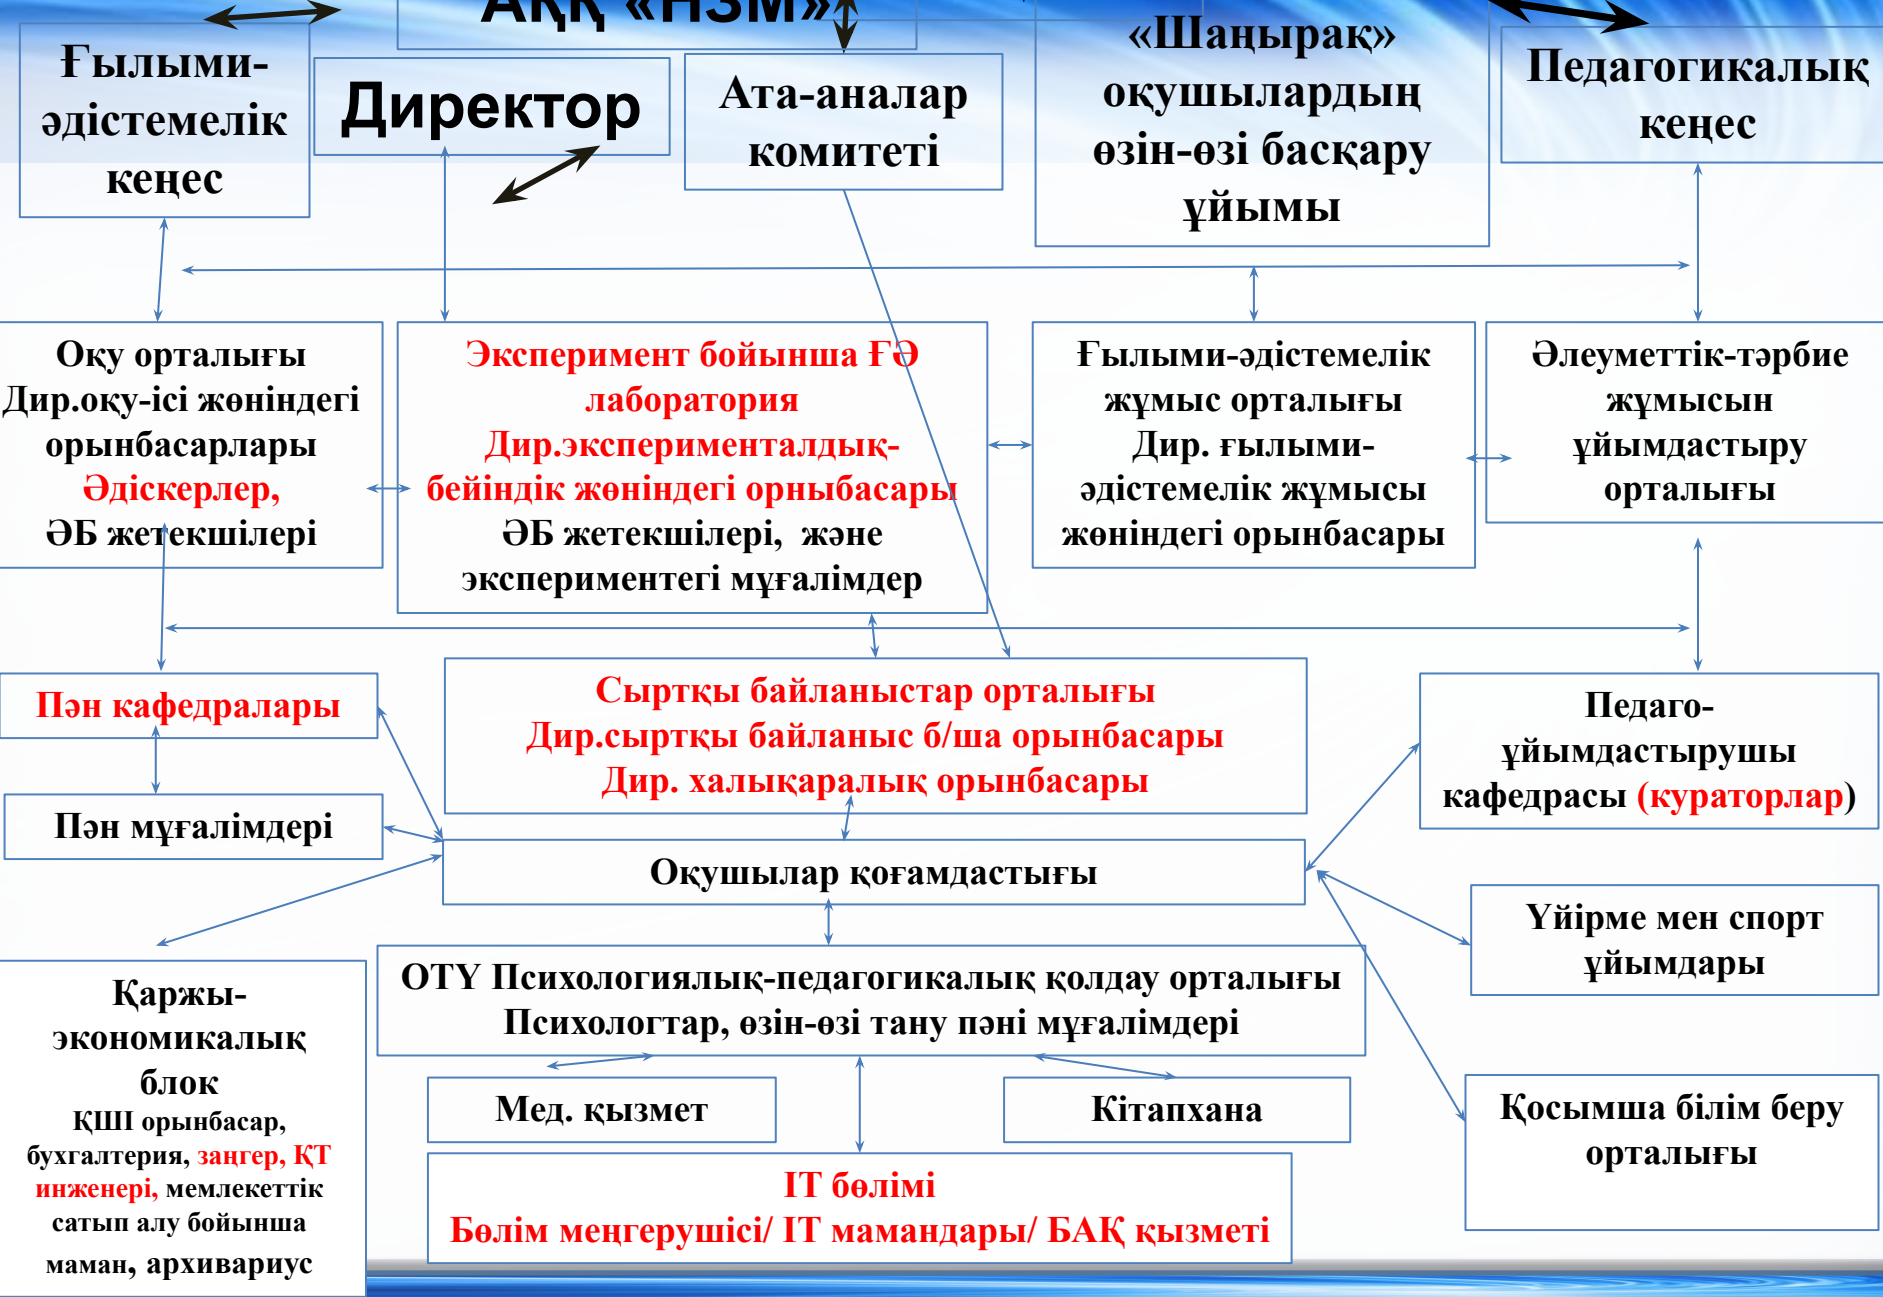 АҚҚ «НЗМ»
Ғылыми-
әдістемелік
кеңес
Директор
Ата-аналар
комитеті
«Шаңырақ»
оқушылардың
өзін-өзі басқару
ұйымы
Педагогикалық
кеңес
Оқу орталығы
Дир.оқу-ісі жөніндегі
орынбасарлары
Әдіскерлер,
ӘБ жетекшілері
Эксперимент бойынша ҒӘ
лаборатория
Дир.эксперименталдық-
бейіндік жөніндегі орныбасары
ӘБ жетекшілері, және
экспериментегі мұғалімдер
Ғылыми-әдістемелік
жұмыс орталығы
Дир. ғылыми-
әдістемелік жұмысы
жөніндегі орынбасары
Әлеуметтік-тәрбие
жұмысын
ұйымдастыру
орталығы
Пән кафедралары
Пән мұғалімдері
Сыртқы байланыстар орталығы
Дир.сыртқы байланыс б/ша орынбасары
Дир. халықаралық орынбасары
Педаго-
ұйымдастырушы
кафедрасы (кураторлар)
Оқушылар қоғамдастығы
Үйірме мен спорт
ұйымдары
Қаржы-
экономикалық
блок
ҚШІ орынбасар,
бухгалтерия, заңгер, ҚТ
инженері, мемлекеттік
сатып алу бойынша
маман, архивариус
ОТҮ Психологиялық-педагогикалық қолдау орталығы
Психологтар, өзін-өзі тану пәні мұғалімдері
Мед. қызмет
Кітапхана
Қосымша білім беру
орталығы
ІТ бөлімі
Бөлім меңгерушісі/ ІТ мамандары/ БАҚ қызметі